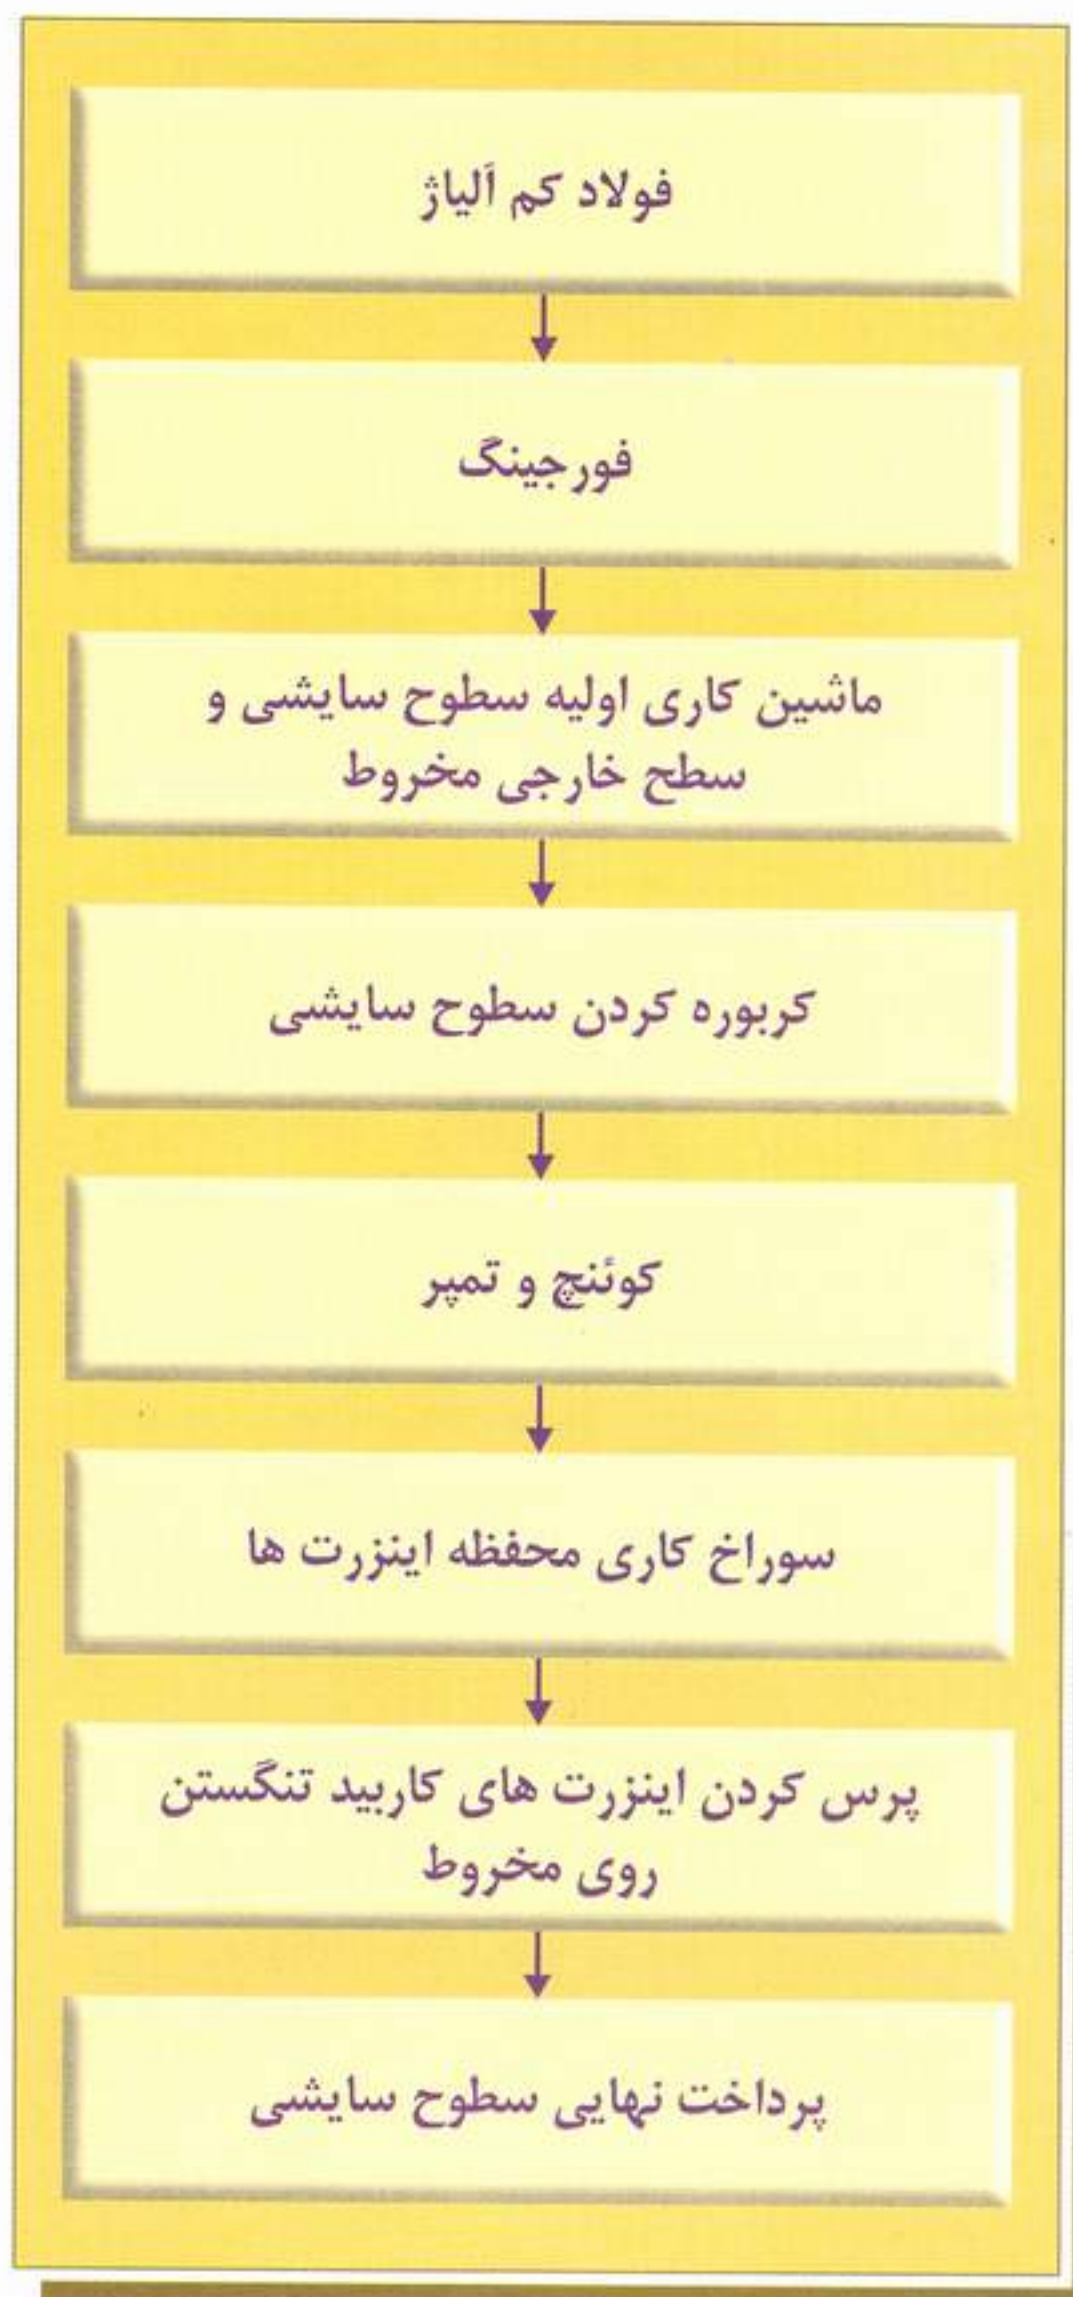 فولاد کم آلیاژ
فورجینگ
ماشین کاری اولیه سطوح سایشی و
سطح خارجی مخروط
کربوره کردن سطوح سایشی
کوئنچ و تمپر
سوراخ کاری محفظه اینزرت ها
پرس کردن اینزرت های کاربید تنگستن
روی مخروط
پرداخت نهایی سطوح سایشی